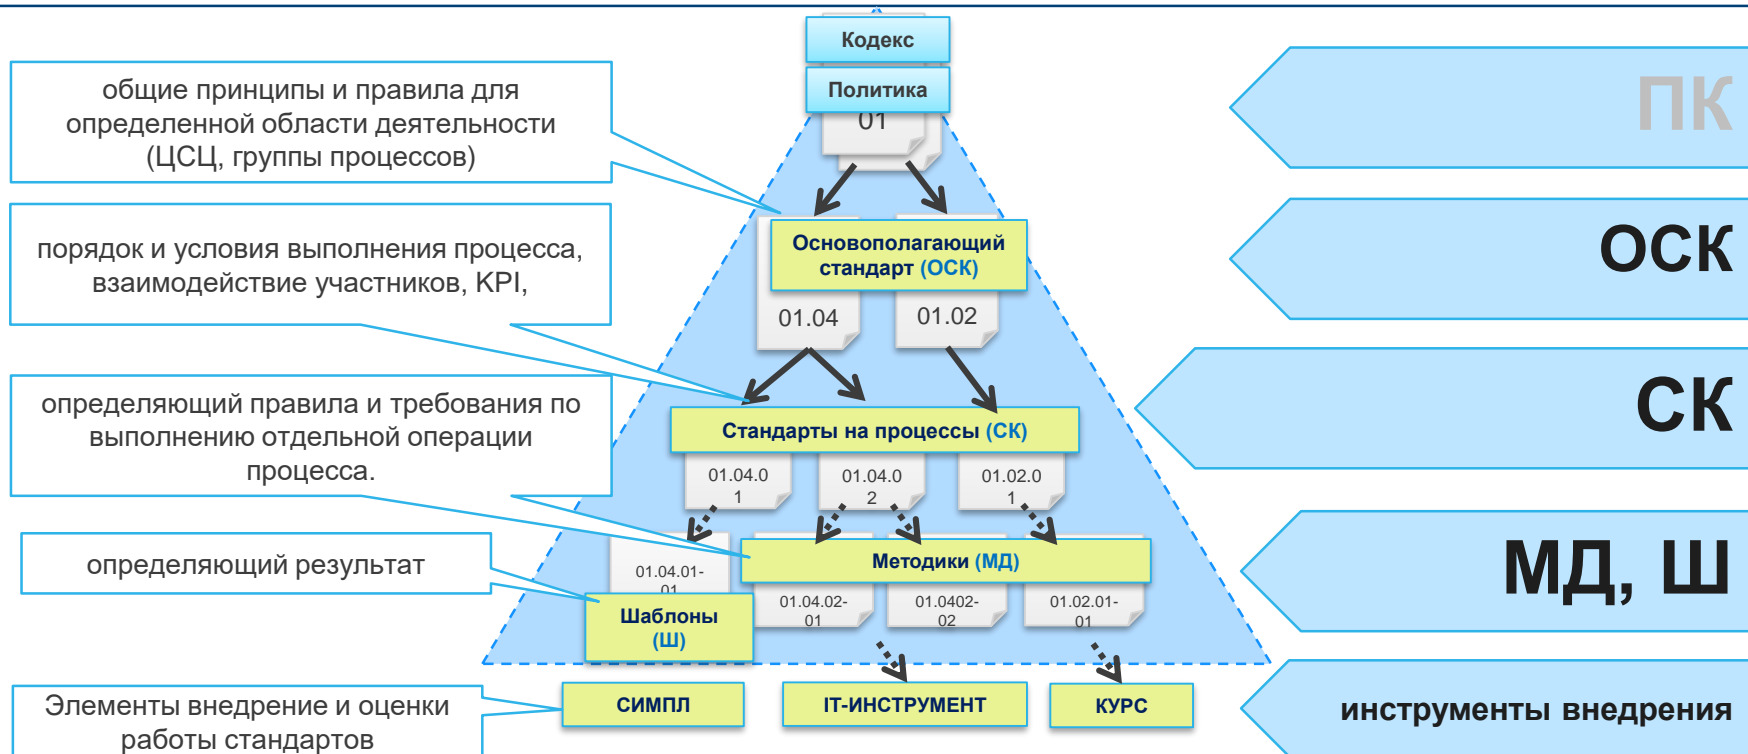 Кодекс
Политика
01
ПК
общие принципы и правила для
определенной области деятельности
(ЦСЦ, группы процессов)
Основополагающий
стандарт (ОСК)
01.04
01.02
ОСК
порядок и условия выполнения процесса,
взаимодействие участников, KPI,
Стандарты на процессы (СК)
01.04.0
1
01.04.0
2
01.02.0
1
СК
определяющий правила и требования по
выполнению отдельной операции
процесса.
Методики (МД)
01.04.01-
01
01.04.02-
01
01.0402-
02
01.02.01-
01
МД, Ш
определяющий результат
Шаблоны
(Ш)
Элементы внедрение и оценки
работы стандартов
СИМПЛ
IT-ИНСТРУМЕНТ
КУРС
инструменты внедрения